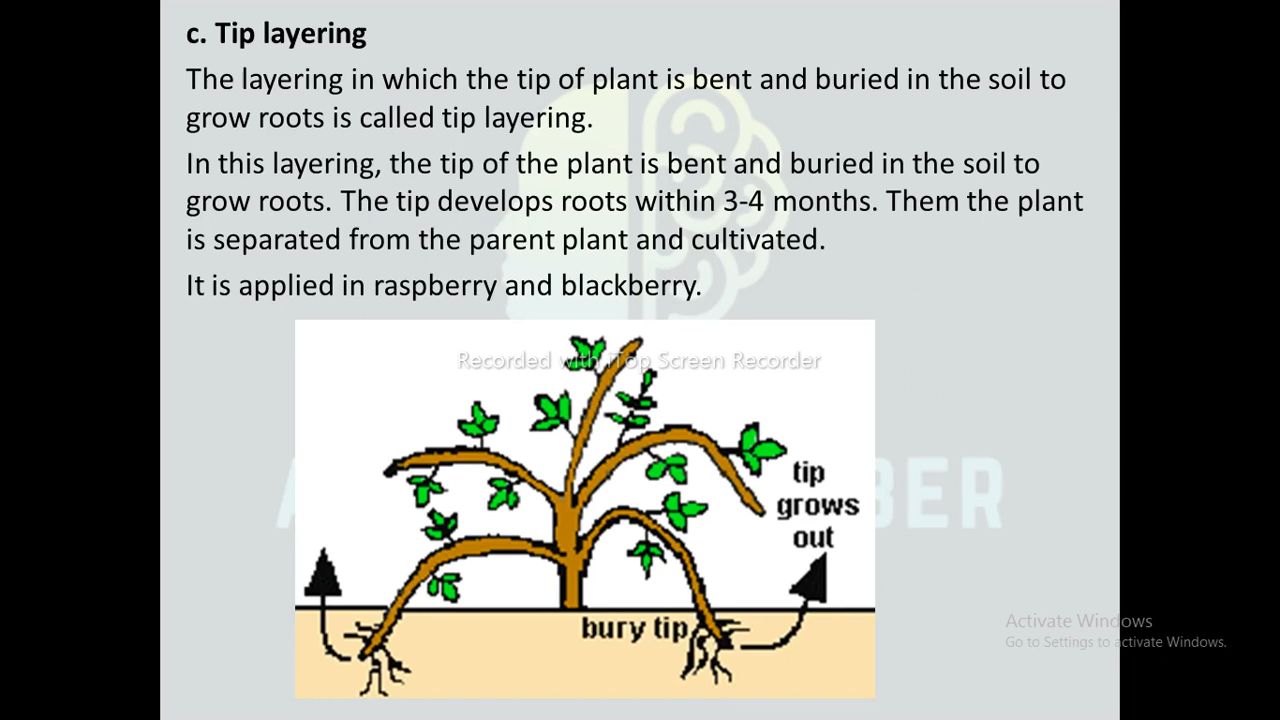 c. Tip layering
The layering in which the tip of plant is bent and buried in the soil to
grow roots is called tip layering.
In this layering, the tip of the plant is bent and buried in the soil to
grow roots. The tip develops roots within 3-4 months. Them the plant
is separated from the parent plant and cultivated.
It is applied in raspberry and blackberry.
Recorded with iTop Screen Recorder
tip
grows
out
bury tip
Activate Windows
Go to Settings to activate Windows.